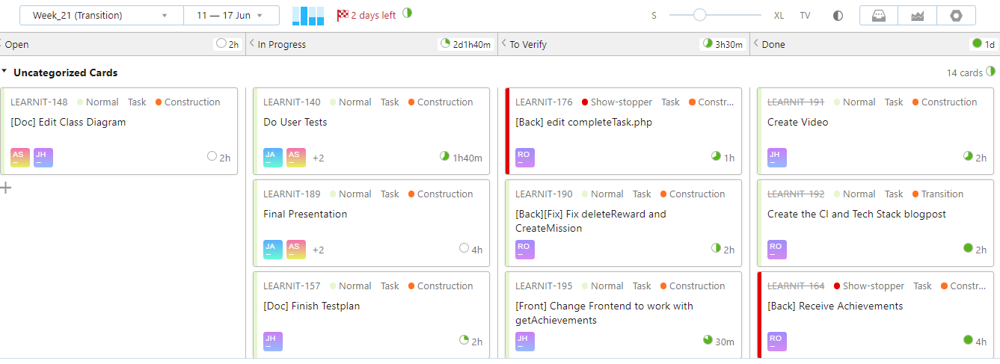 Week_21 (Transition) 11 — 17 Jun 2 days left S XL TV
Open 2h In Progress 2d1h40m To Verify 3h30m Done 1d
Uncategorized Cards 14 cards
LEARNIT-148 Normal Task Construction
[Doc] Edit Class Diagram
AS JH 2h
LEARNIT-140 Normal Task Construction
Do User Tests
JA AS +2 1h40m
LEARNIT-189 Normal Task Construction
Final Presentation
JA AS +2 4h
LEARNIT-157 Normal Task Construction
[Doc] Finish Testplan
JH 2h
LEARNIT-176 Show-stopper Task Constr...
[Back] edit completeTask.php
RO 1h
LEARNIT-190 Normal Task Construction
[Back][Fix] Fix deleteReward and
CreateMission
RO 2h
LEARNIT-195 Normal Task Construction
[Front] Change Frontend to work with
getAchievements
JH 30m
LEARNIT-191 Normal Task Construction
Create Video
JH 2h
LEARNIT-192 Normal Task Transition
Create the CI and Tech Stack blogpost
RO 2h
LEARNIT-164 Show-stopper Task Constr...
[Back] Receive Achievements
RO 4h